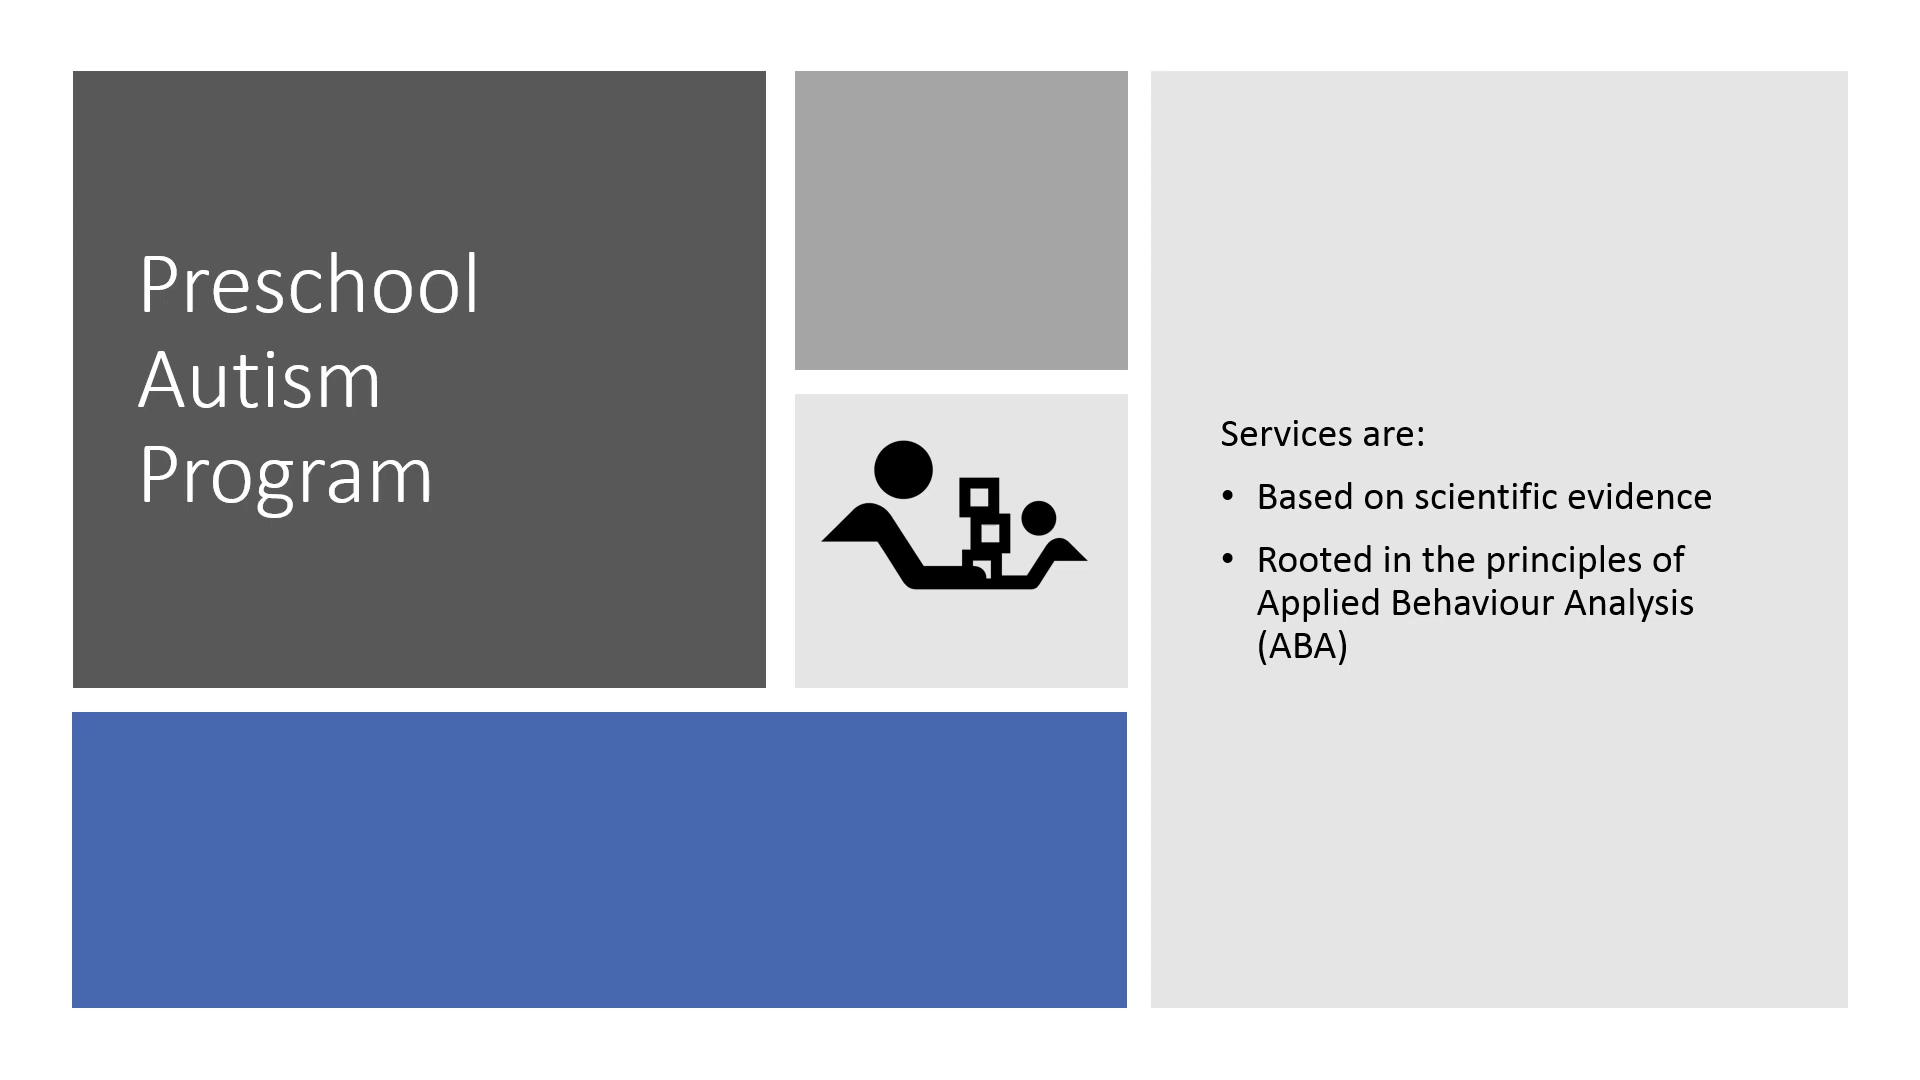 Preschool
Autism
Program
Services are:
• Based on scientific evidence
• Rooted in the principles of
Applied Behaviour Analysis
(ABA)